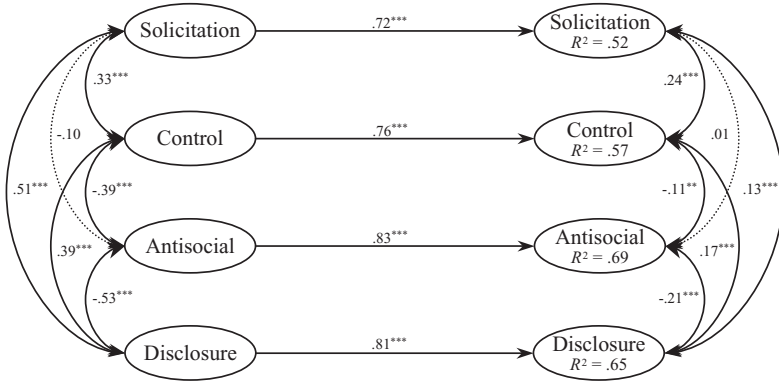 Solicitation
.72***
Solicitation
R² = .52
.33***
.24***
-.10
Control
.76***
Control
R² = .57
.01
.51***
-.39***
-.11**
.13***
.39***
Antisocial
.83***
Antisocial
R² = .69
.17***
-.53***
-.21***
Disclosure
.81***
Disclosure
R² = .65